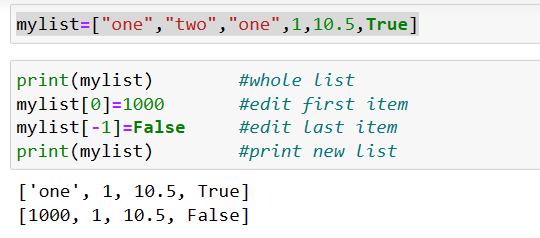 mylist=["one","two","one",1,10.5,True]
print(mylist)        #whole list
mylist[0]=1000       #edit first item
mylist[-1]=False     #edit last item
print(mylist)        #print new list
['one', 1, 10.5, True]
[1000, 1, 10.5, False]